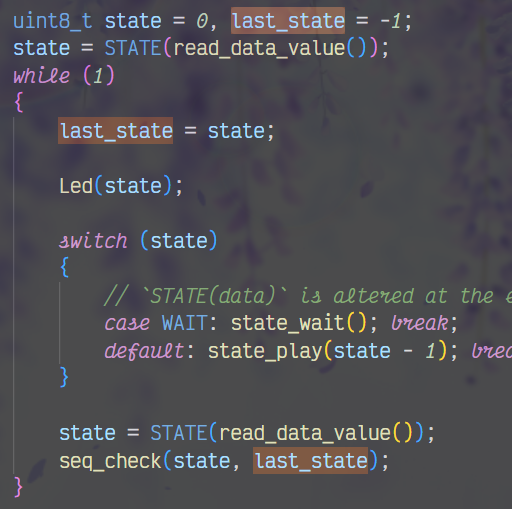 uint8_t state = 0, last_state = -1;
state = STATE(read_data_value());
while (1)
{
last_state = state;
Led(state);
switch (state)
{
// `STATE(data)` is altered at the
case WAIT: state_wait(); break;
default: state_play(state - 1);
}
state = STATE(read_data_value());
seq_check(state, last_state);
}